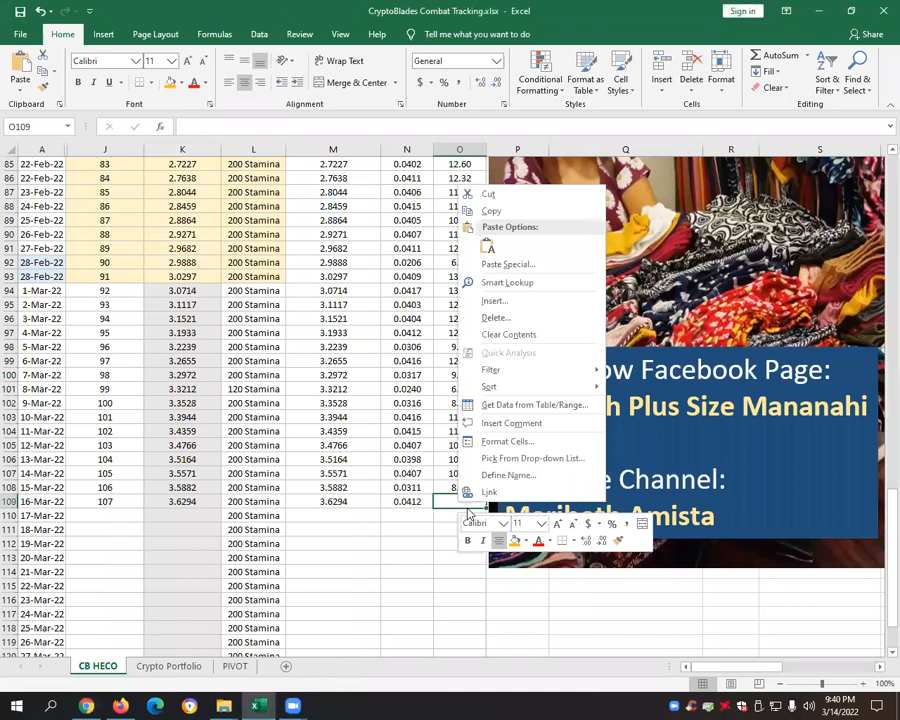 CryptoBlades Combat Tracking.xlsx - Excel
Sign in
File Home Insert Page Layout Formulas Data Review View Help Tell me what you want to do Share
Paste
Clipboard
Calibri 11
B I U
Font
Wrap Text
Merge & Center
Alignment
General
$ % ,
Number
Conditional Formatting
Format as Table
Cell Styles
Styles
Insert Delete Format
Cells
AutoSum
Fill
Clear
Sort & Filter
Find & Select
Editing
O109
fx
A J K L M N O P Q R S
85 22-Feb-22 83 2.7227 200 Stamina 2.7227 0.0402 12.60
86 22-Feb-22 84 2.7638 200 Stamina 2.7638 0.0411 12.32
87 23-Feb-22 85 2.8044 200 Stamina 2.8044 0.0406
88 24-Feb-22 86 2.8459 200 Stamina 2.8459 0.0415
89 25-Feb-22 87 2.8864 200 Stamina 2.8864 0.0405
90 26-Feb-22 88 2.9271 200 Stamina 2.9271 0.0407
91 27-Feb-22 89 2.9682 200 Stamina 2.9682 0.0411
92 28-Feb-22 90 2.9888 200 Stamina 2.9888 0.0206
93 28-Feb-22 91 3.0297 200 Stamina 3.0297 0.0409
94 1-Mar-22 92 3.0714 200 Stamina 3.0714 0.0417
95 2-Mar-22 93 3.1117 200 Stamina 3.1117 0.0403
96 3-Mar-22 94 3.1521 200 Stamina 3.1521 0.0404
97 4-Mar-22 95 3.1933 200 Stamina 3.1933 0.0412
98 5-Mar-22 96 3.2239 200 Stamina 3.2239 0.0306
99 6-Mar-22 97 3.2655 200 Stamina 3.2655 0.0416
100 7-Mar-22 98 3.2972 200 Stamina 3.2972 0.0317
101 8-Mar-22 99 3.3212 120 Stamina 3.3212 0.0240
102 9-Mar-22 100 3.3528 200 Stamina 3.3528 0.0316
103 10-Mar-22 101 3.3944 200 Stamina 3.3944 0.0416
104 11-Mar-22 102 3.4359 200 Stamina 3.4359 0.0415
105 12-Mar-22 103 3.4766 200 Stamina 3.4766 0.0407
106 13-Mar-22 104 3.5164 200 Stamina 3.5164 0.0398
107 14-Mar-22 105 3.5571 200 Stamina 3.5571 0.0407
108 15-Mar-22 106 3.5882 200 Stamina 3.5882 0.0311
109 16-Mar-22 107 3.6294 200 Stamina 3.6294 0.0412
110 17-Mar-22 200 Stamina
111 18-Mar-22 200 Stamina
112 19-Mar-22 200 Stamina
113 20-Mar-22 200 Stamina
114 21-Mar-22 200 Stamina
115 22-Mar-22 200 Stamina
116 23-Mar-22 200 Stamina
117 24-Mar-22 200 Stamina
118 25-Mar-22 200 Stamina
119 26-Mar-22 200 Stamina
Cut
Copy
Paste Options:
Paste Special...
Smart Lookup
Insert...
Delete...
Clear Contents
Quick Analysis
Filter
Sort
Get Data from Table/Range...
Insert Comment
Format Cells...
Pick From Drop-down List...
Define Name...
Link
Calibri 11
$ % ,
B I
Facebook Page:
Plus Size Mananahi
Channel:
Amista
CB HECO Crypto Portfolio PIVOT
100%
9:40 PM
3/14/2022